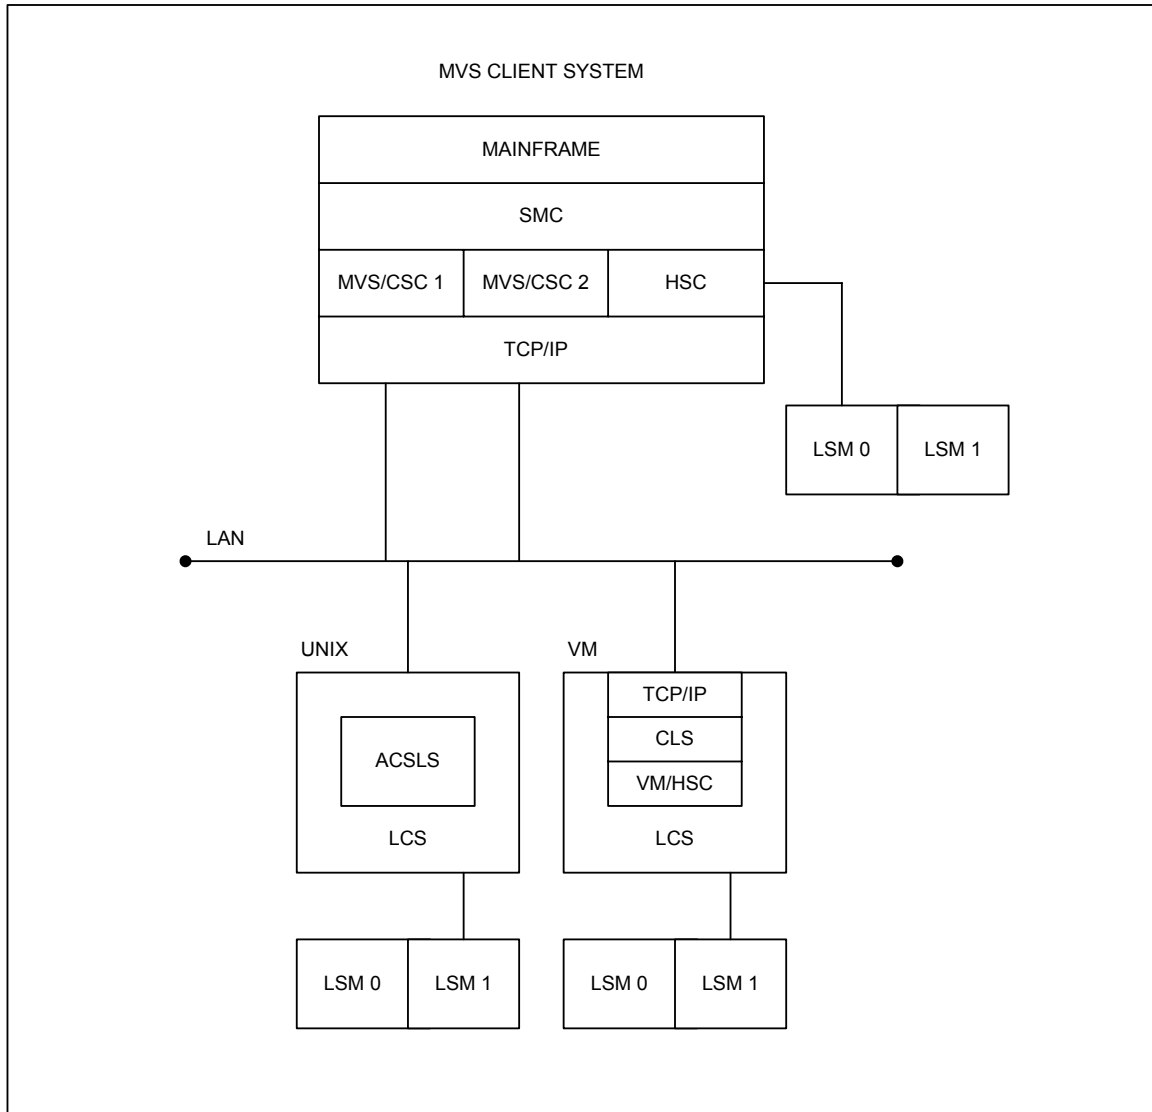 MVS CLIENT SYSTEM
MAINFRAME
SMC
MVS/CSC 1
MVS/CSC 2
HSC
TCP/IP
LSM 0
LSM 1
LAN
UNIX
VM
ACSLS
LCS
TCP/IP
CLS
VM/HSC
LCS
LSM 0
LSM 1
LSM 0
LSM 1